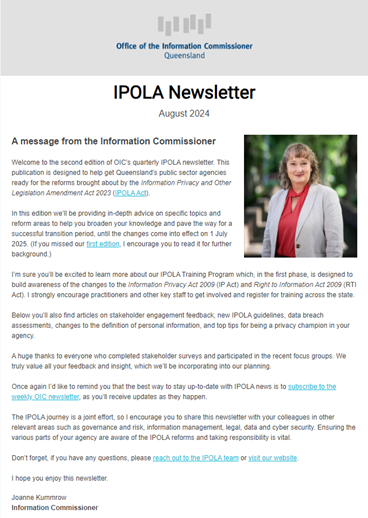 Office of the Information Commissioner
Queensland
IPOLA Newsletter
August 2024
A message from the Information Commissioner
Welcome to the second edition of OIC's quarterly IPOLA newsletter. This
publication is designed to help get Queensland's public sector agencies
ready for the reforms brought about by the Information Privacy and Other
Legislation Amendment Act 2023 (IPOLA Act).
In this edition we'll be providing in-depth advice on specific topics and
reform areas to help you broaden your knowledge and pave the way for a
successful transition period, until the changes come into effect on 1 July
2025. (If you missed our first edition, I encourage you to read it for further
background.)
I'm sure you'll be excited to learn more about our IPOLA Training Program which, in the first phase, is designed to
build awareness of the changes to the Information Privacy Act 2009 (IP Act) and Right to Information Act 2009 (RTI
Act). I strongly encourage practitioners and other key staff to get involved and register for training across the state.
Below you'll also find articles on stakeholder engagement feedback, new IPOLA guidelines, data breach
assessments, changes to the definition of personal information, and top tips for being a privacy champion in your
agency.
A huge thanks to everyone who completed stakeholder surveys and participated in the recent focus groups. We
truly value all your feedback and insight, which we'll be incorporating into our planning.
Once again I'd like to remind you that the best way to stay up-to-date with IPOLA news is to subscribe to the
weekly OIC newsletter, as you'll receive updates as they happen.
The IPOLA journey is a joint effort, so I encourage you to share this newsletter with your colleagues in other
relevant areas such as governance and risk, information management, legal, data and cyber security. Ensuring the
various parts of your agency are aware of the IPOLA reforms and taking responsibility is vital.
Don't forget, if you have any questions, please reach out to the IPOLA team or visit our website.
I hope you enjoy this newsletter.
Joanne Kummrow
Information Commissioner